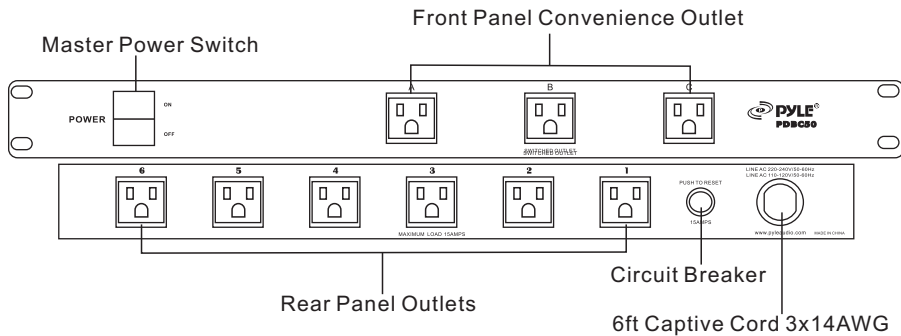 Front Panel Convenience Outlet
Master Power Switch
A
B
C
POWER
ON
OFF
PYLE®
PDBC50
SWITCHED OUTLET
SWITCHED OUTLET
6
5
4
3
2
1
PUSH TO RESET
15AMPS
LINE AC 220-240V/50-60Hz
LINE AC 110-120V/50-60Hz
MAXIMUM LOAD 15AMPS
www.pyleaudio.com
MADE IN CHINA
Circuit Breaker
Rear Panel Outlets
6ft Captive Cord 3x14AWG